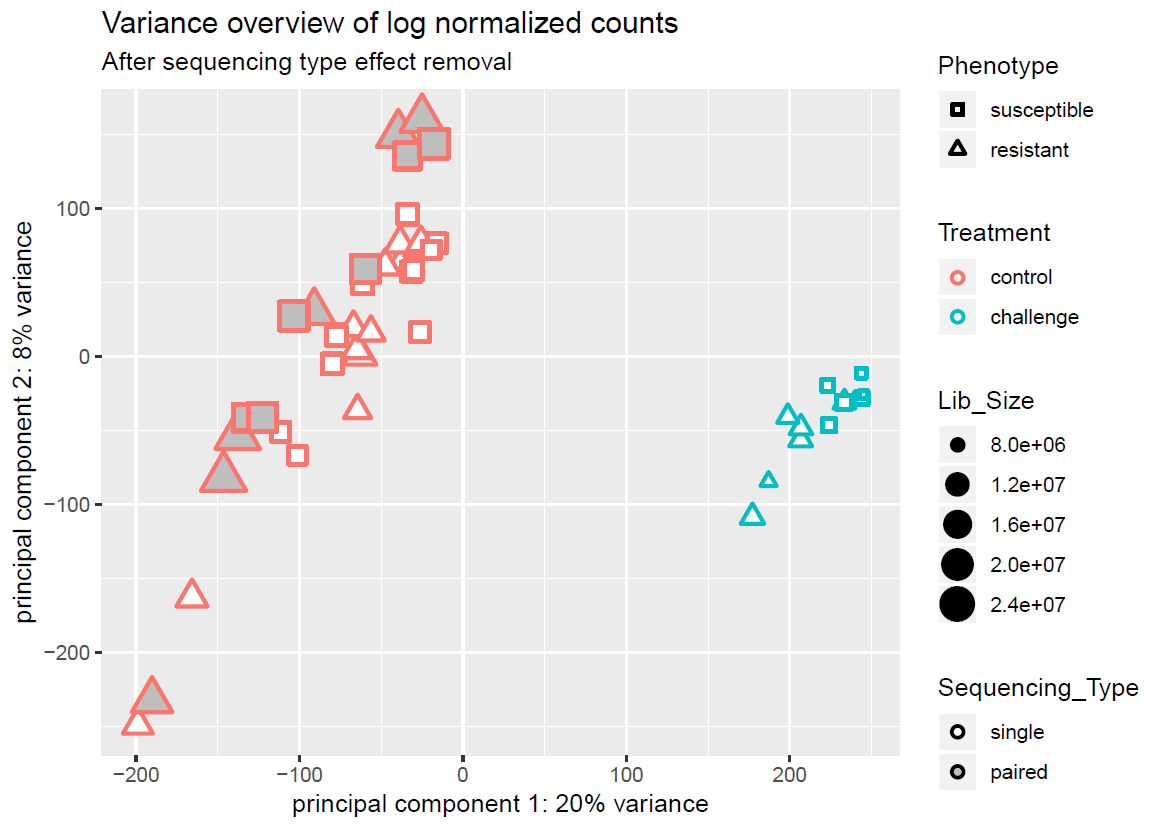 Variance overview of log normalized counts
After sequencing type effect removal
principal component 2: 8% variance
100
0
−100
−200
−200
−100
0
100
200
principal component 1: 20% variance
Phenotype
susceptible
resistant
Treatment
control
challenge
Lib_Size
8.0e+06
1.2e+07
1.6e+07
2.0e+07
2.4e+07
Sequencing_Type
single
paired